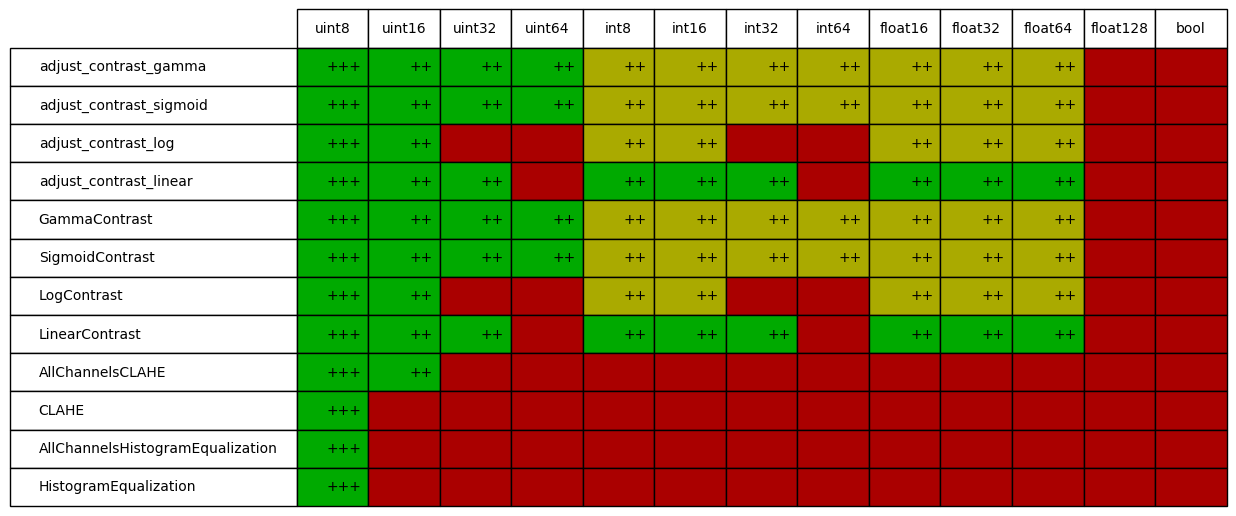 uint8 uint16 uint32 uint64 int8 int16 int32 int64 float16 float32 float64 float128 bool
adjust_contrast_gamma +++ ++ ++ ++ ++ ++ ++ ++ ++ ++ ++
adjust_contrast_sigmoid +++ ++ ++ ++ ++ ++ ++ ++ ++ ++ ++
adjust_contrast_log +++ ++ ++ ++ ++ ++ ++
adjust_contrast_linear +++ ++ ++ ++ ++ ++ ++ ++ ++
GammaContrast +++ ++ ++ ++ ++ ++ ++ ++ ++ ++ ++
SigmoidContrast +++ ++ ++ ++ ++ ++ ++ ++ ++ ++ ++
LogContrast +++ ++ ++ ++ ++ ++ ++
LinearContrast +++ ++ ++ ++ ++ ++ ++ ++ ++
AllChannelsCLAHE +++ ++
CLAHE +++
AllChannelsHistogramEqualization +++
HistogramEqualization +++